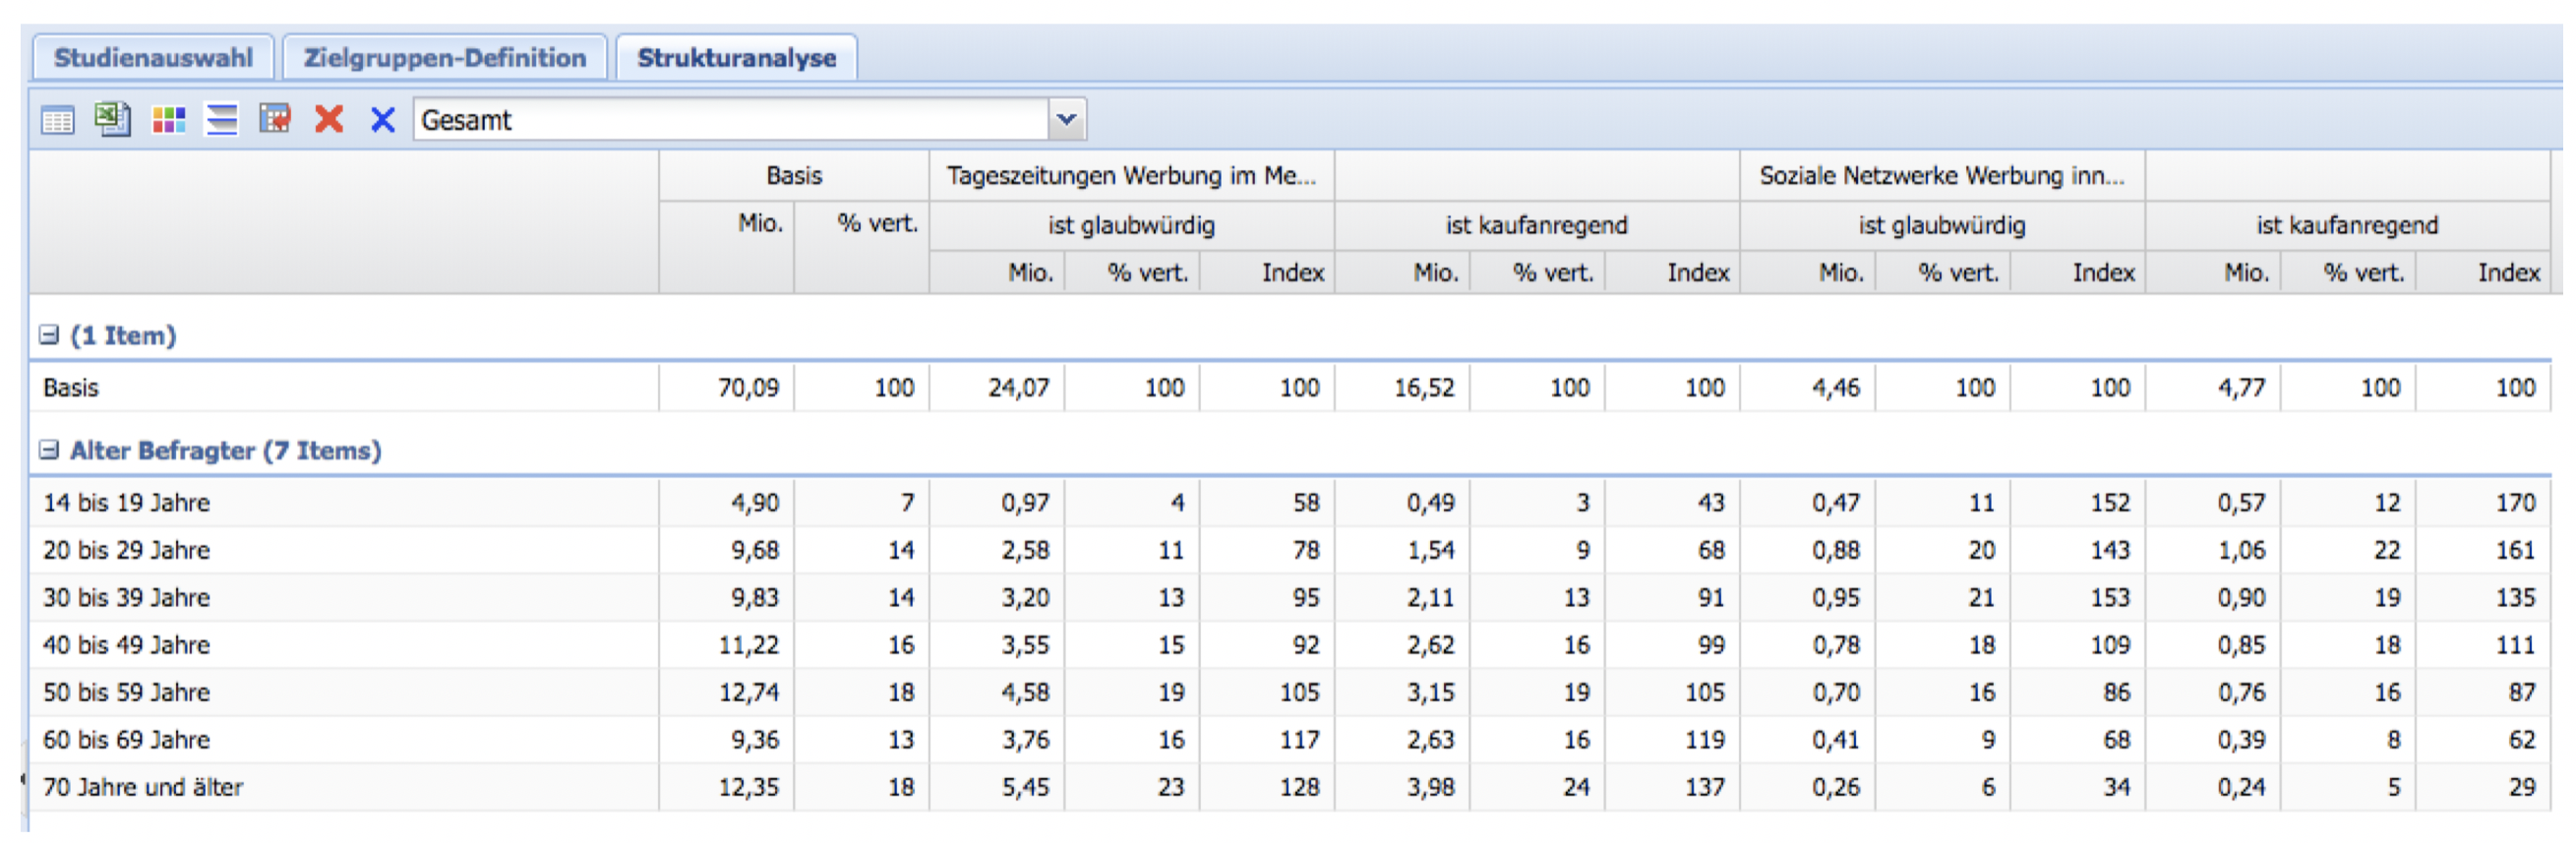 Studienauswahl Zielgruppen-Definition Strukturanalyse
Gesamt
Basis Tageszeitungen Werbung im Me... Soziale Netzwerke Werbung inn...
Mio. % vert. ist glaubwürdig ist kaufanregend ist glaubwürdig ist kaufanregend
Mio. % vert. Index Mio. % vert. Index Mio. % vert. Index Mio. % vert. Index
(1 Item)
Basis 70,09 100 24,07 100 100 16,52 100 100 4,46 100 100 4,77 100 100
Alter Befragter (7 Items)
14 bis 19 Jahre 4,90 7 0,97 4 58 0,49 3 43 0,47 11 152 0,57 12 170
20 bis 29 Jahre 9,68 14 2,58 11 78 1,54 9 68 0,88 20 143 1,06 22 161
30 bis 39 Jahre 9,83 14 3,20 13 95 2,11 13 91 0,95 21 153 0,90 19 135
40 bis 49 Jahre 11,22 16 3,55 15 92 2,62 16 99 0,78 18 109 0,85 18 111
50 bis 59 Jahre 12,74 18 4,58 19 105 3,15 19 105 0,70 16 86 0,76 16 87
60 bis 69 Jahre 9,36 13 3,76 16 117 2,63 16 119 0,41 9 68 0,39 8 62
70 Jahre und älter 12,35 18 5,45 23 128 3,98 24 137 0,26 6 34 0,24 5 29